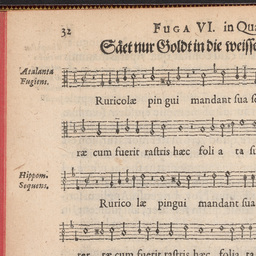 32 FUGA VI. in Qua
Säet nur Goldt in die weisse
Atalanta
Fugiens.
Ruricolæ pin gui mandant sua s
ræ cum fuerit rastris hæc foli a ta
Hippom.
Sequens.
Rurico læ pingui mandant sua
ter ræ cum fuerit rastris hæc folia ta